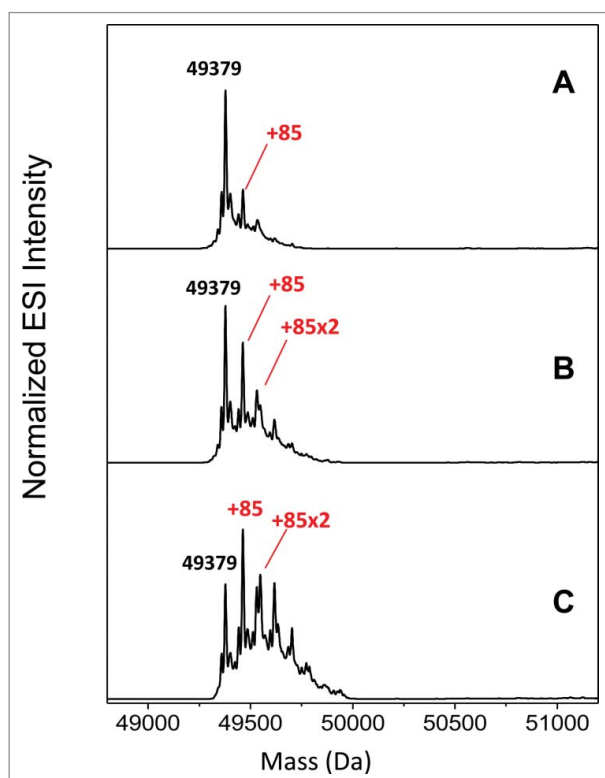 Normalized ESI Intensity
49379
+85
A
49379
+85
+85x2
B
49379
+85
+85x2
C
49000 49500 50000 50500 51000
Mass (Da)